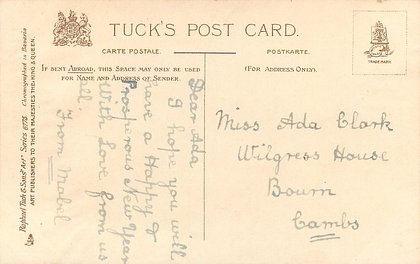 TUCK'S POST CARD.
CARTE POSTALE.
POSTKARTE.
IF SENT ABROAD, THIS SPACE MAY ONLY BE USED
FOR NAME AND ADDRESS OF SENDER.
(FOR ADDRESS ONLY).
TRADE MARK
Raphael Tuck & Sons' "Art" Series 6778 Chromographed in Bavaria
ART PUBLISHERS TO THEIR MAJESTIES THE KING & QUEEN.
Dear Ada
I hope you will
have a Happy &
Prosperous New Year
With Love from us
all.
From Mabel
Miss Ada Clark
Wilgress House
Bourn
Cambs